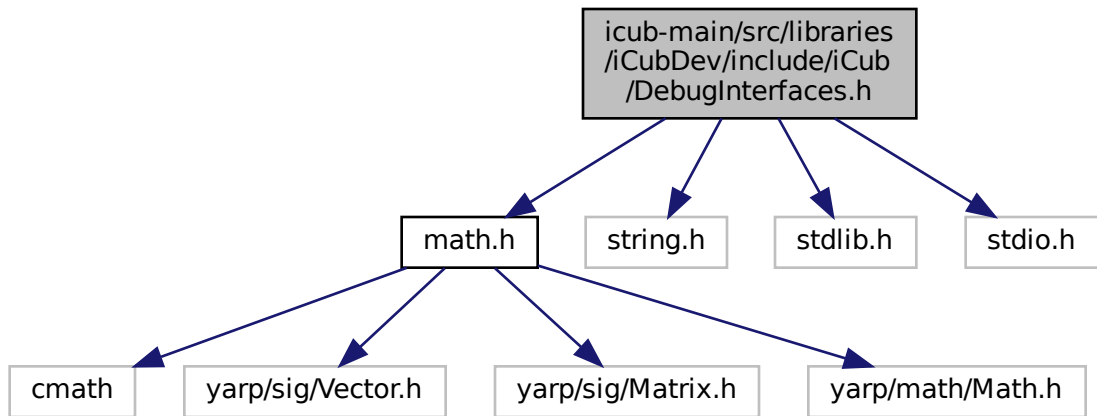 icub-main/src/libraries
/iCubDev/include/iCub
/DebugInterfaces.h
math.h
string.h
stdlib.h
stdio.h
cmath
yarp/sig/Vector.h
yarp/sig/Matrix.h
yarp/math/Math.h